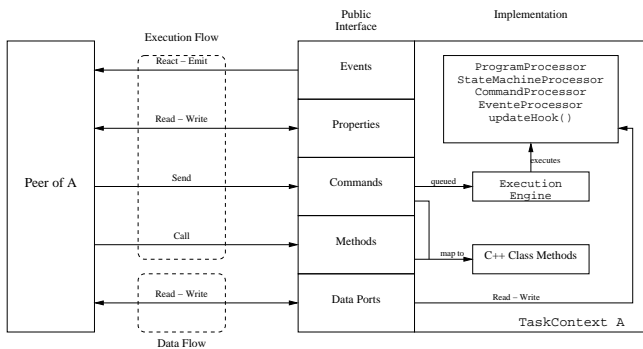 Public
Interface
Implementation
Execution Flow
React – Emit
Events
ProgramProcessor
StateMachineProcessor
CommandProcessor
EventeProcessor
updateHook()
Read – Write
Properties
executes
Peer of A
Send
Commands
queued
Execution
Engine
Call
Methods
map to
C++ Class Methods
Read – Write
Data Ports
Read – Write
TaskContext A
Data Flow